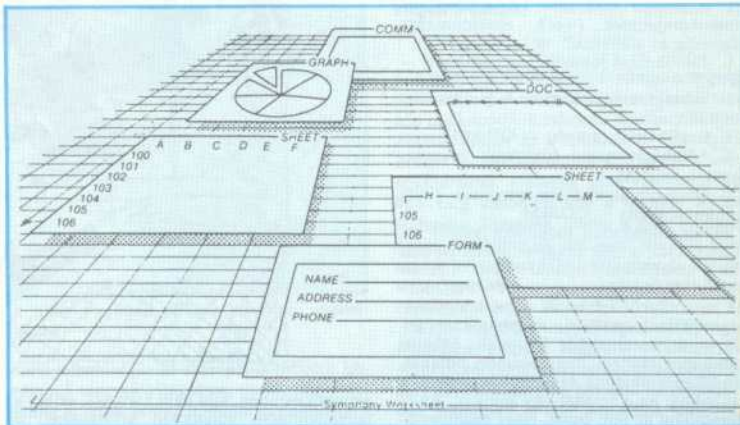 COMM
GRAPH
DOC
SHEET
A B C D E F
100
101
102
103
104
105
106
SHEET
H I J K L M
105
106
FORM
NAME
ADDRESS
PHONE
Symphony Worksheet